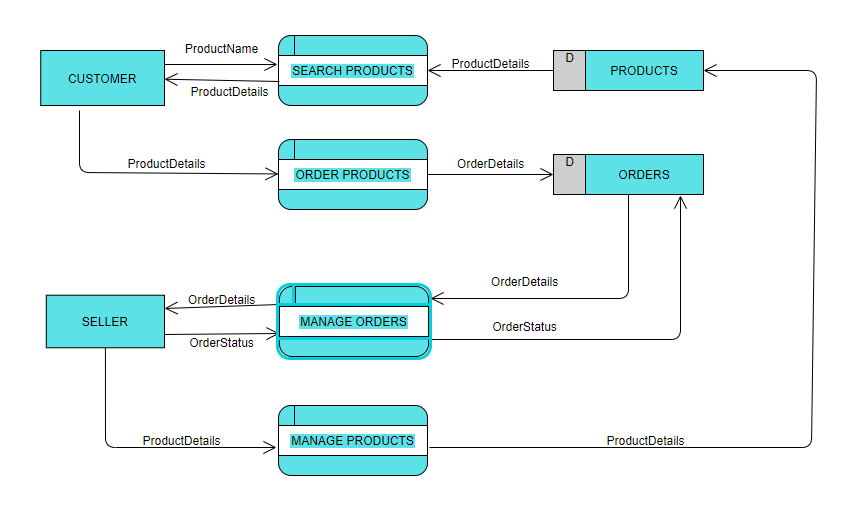 ProductName
CUSTOMER
SEARCH PRODUCTS
ProductDetails
D
PRODUCTS
ProductDetails
ProductDetails
ORDER PRODUCTS
OrderDetails
D
ORDERS
OrderDetails
OrderDetails
SELLER
MANAGE ORDERS
OrderStatus
OrderStatus
ProductDetails
MANAGE PRODUCTS
ProductDetails